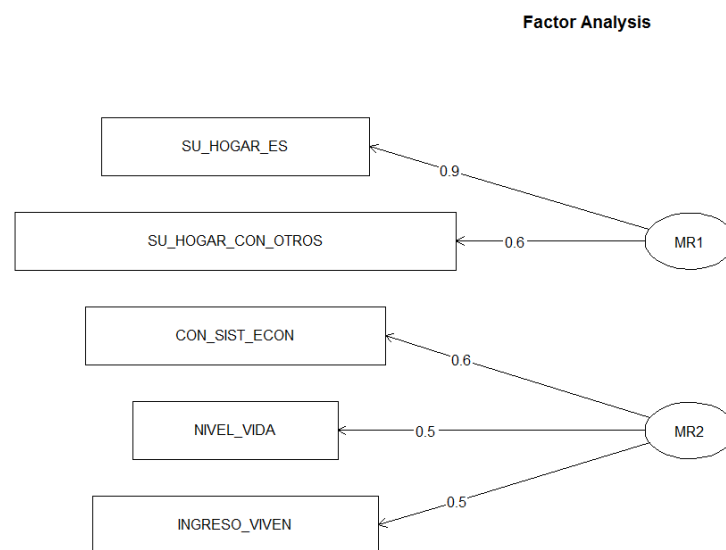 Factor Analysis
SU_HOGAR_ES
0.9
SU_HOGAR_CON_OTROS
0.6
MR1
CON_SIST_ECON
0.6
NIVEL_VIDA
0.5
MR2
INGRESO_VIVEN
0.5